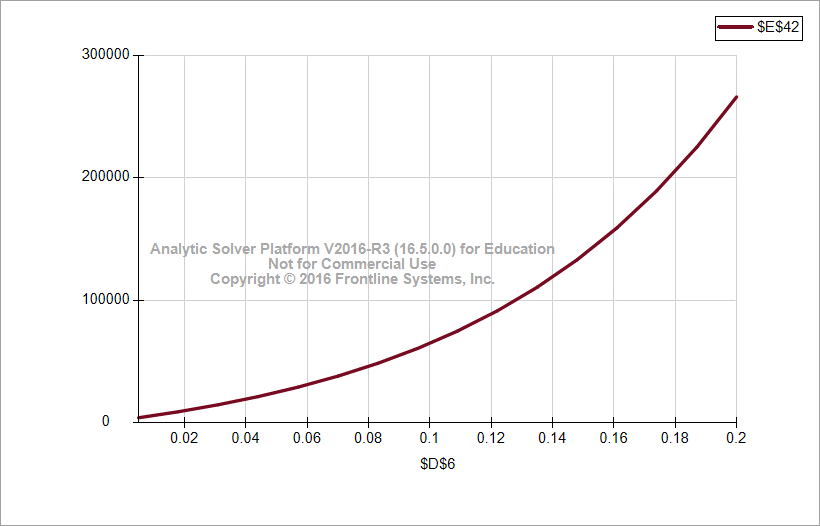 $E$42
300000
200000
Analytic Solver Platform V2016-R3 (16.5.0.0) for Education
Not for Commercial Use
Copyright © 2016 Frontline Systems, Inc.
100000
0
0.02 0.04 0.06 0.08 0.1 0.12 0.14 0.16 0.18 0.2
$D$6